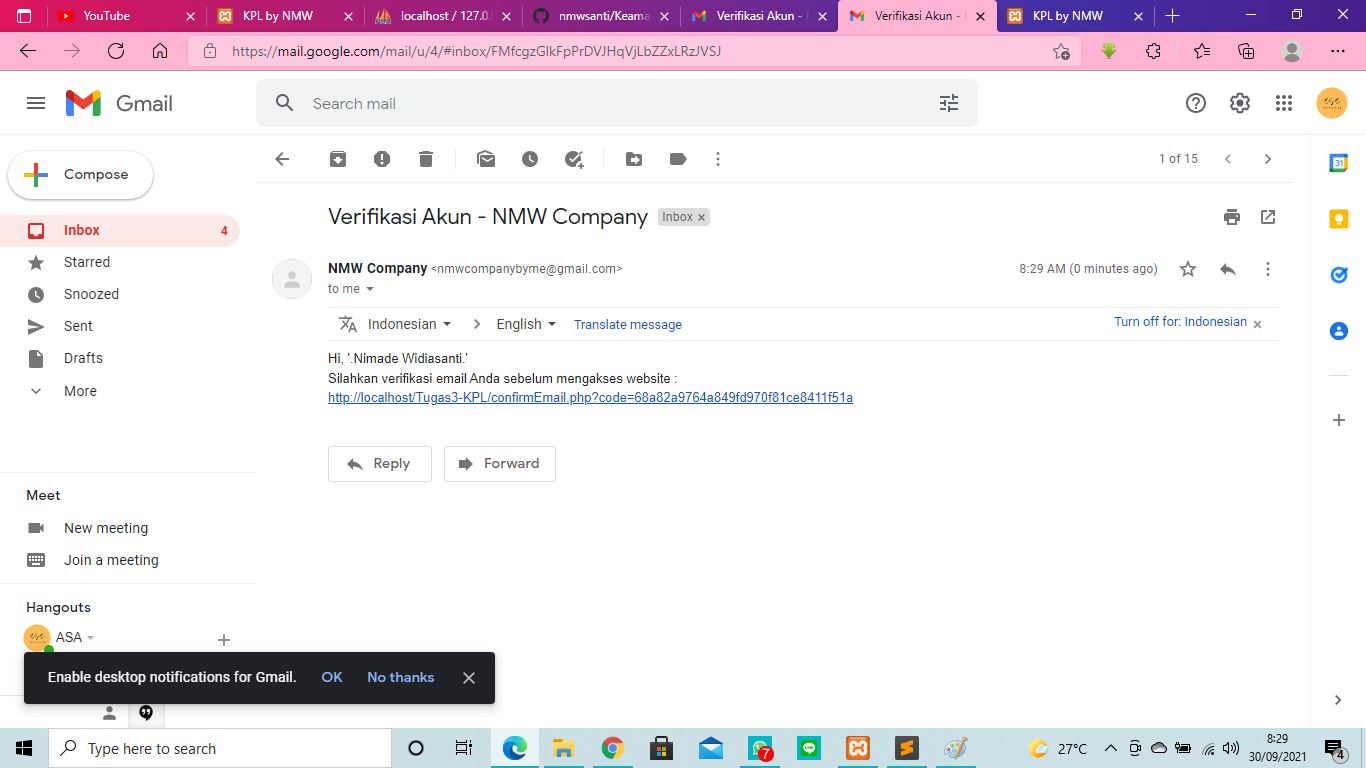 YouTube
KPL by NMW
localhost / 127.0.
nmwsanti/Keama
Verifikasi Akun - N
Verifikasi Akun -
KPL by NMW
https://mail.google.com/mail/u/4/#inbox/FMfcgzGlkFpPrDVJHqVjLbZZxLRzJVSJ
Gmail
Search mail
Compose
1 of 15
Inbox 4
Starred
Snoozed
Sent
Drafts
More
Verifikasi Akun - NMW Company Inbox x
NMW Company <nmwcompanybyme@gmail.com>
8:29 AM (0 minutes ago)
to me
Indonesian > English Translate message
Turn off for: Indonesian x
Hi, '.Nimade Widiasanti.'
Silahkan verifikasi email Anda sebelum mengakses website :
http://localhost/Tugas3-KPL/confirmEmail.php?code=68a82a9764a849fd970f81ce8411f51a
Reply
Forward
Meet
New meeting
Join a meeting
Hangouts
ASA
Enable desktop notifications for Gmail. OK No thanks
31
Type here to search
7
27°C
8:29
30/09/2021
4